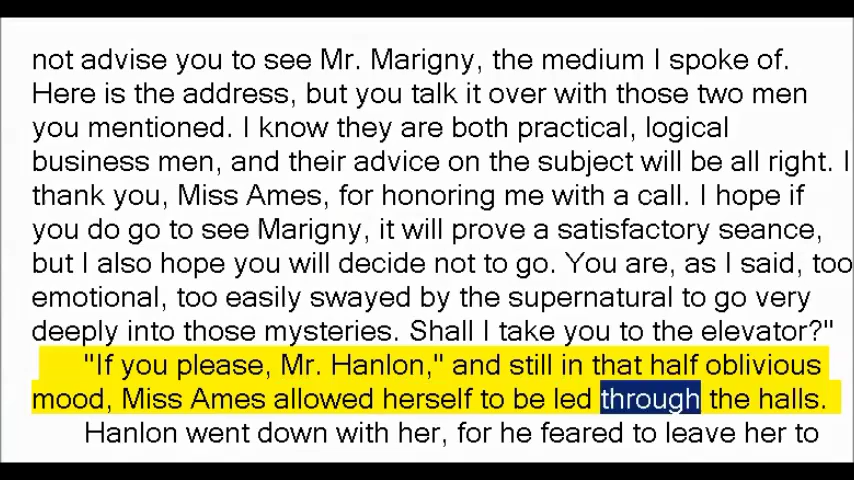 not advise you to see Mr. Marigny, the medium I spoke of.
Here is the address, but you talk it over with those two men
you mentioned. I know they are both practical, logical
business men, and their advice on the subject will be all right. I
thank you, Miss Ames, for honoring me with a call. I hope if
you do go to see Marigny, it will prove a satisfactory seance,
but I also hope you will decide not to go. You are, as I said, too
emotional, too easily swayed by the supernatural to go very
deeply into those mysteries. Shall I take you to the elevator?"
"If you please, Mr. Hanlon," and still in that half oblivious
mood, Miss Ames allowed herself to be led through the halls.
Hanlon went down with her, for he feared to leave her to